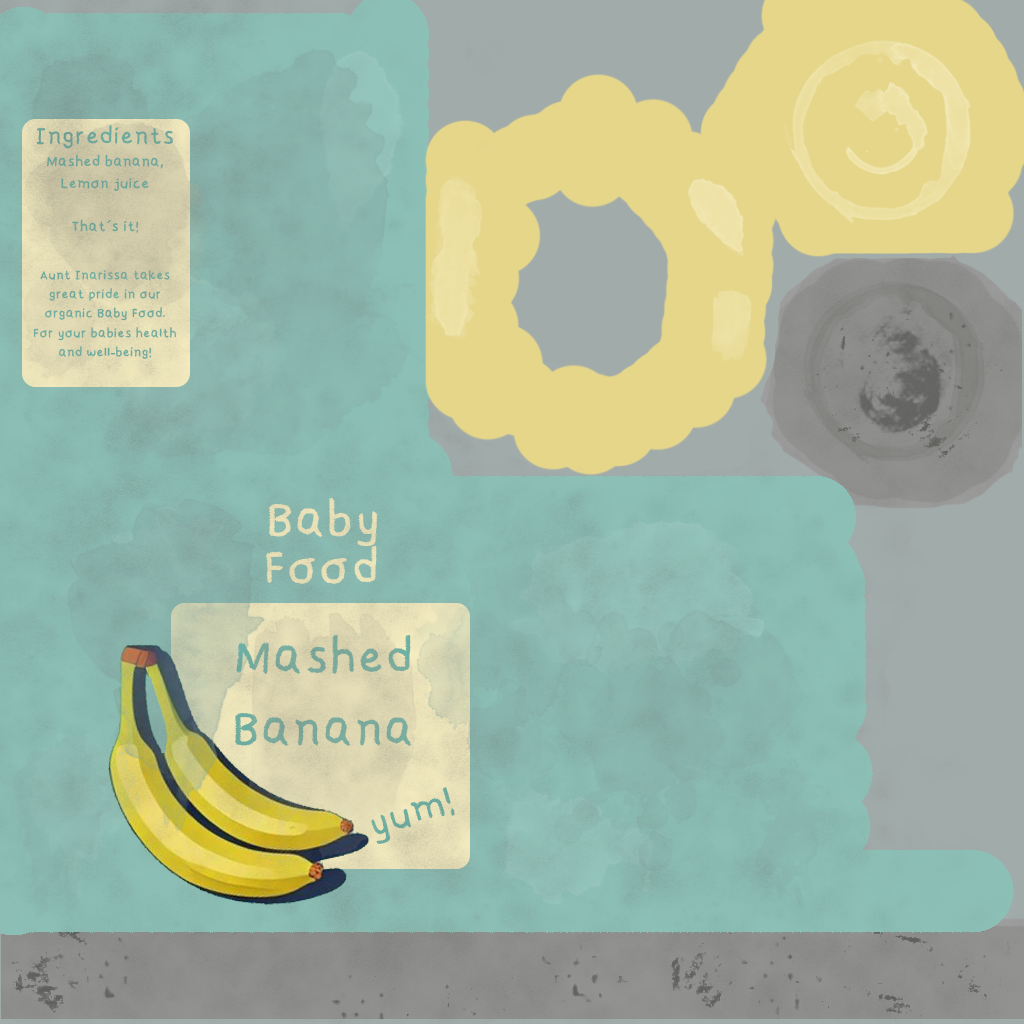 Ingredients
Mashed banana,
Lemon juice
That´s it!
Aunt Inarissa takes
great pride in our
organic Baby Food.
For your babies health
and well-being!
Baby
Food
Mashed
Banana
yum!